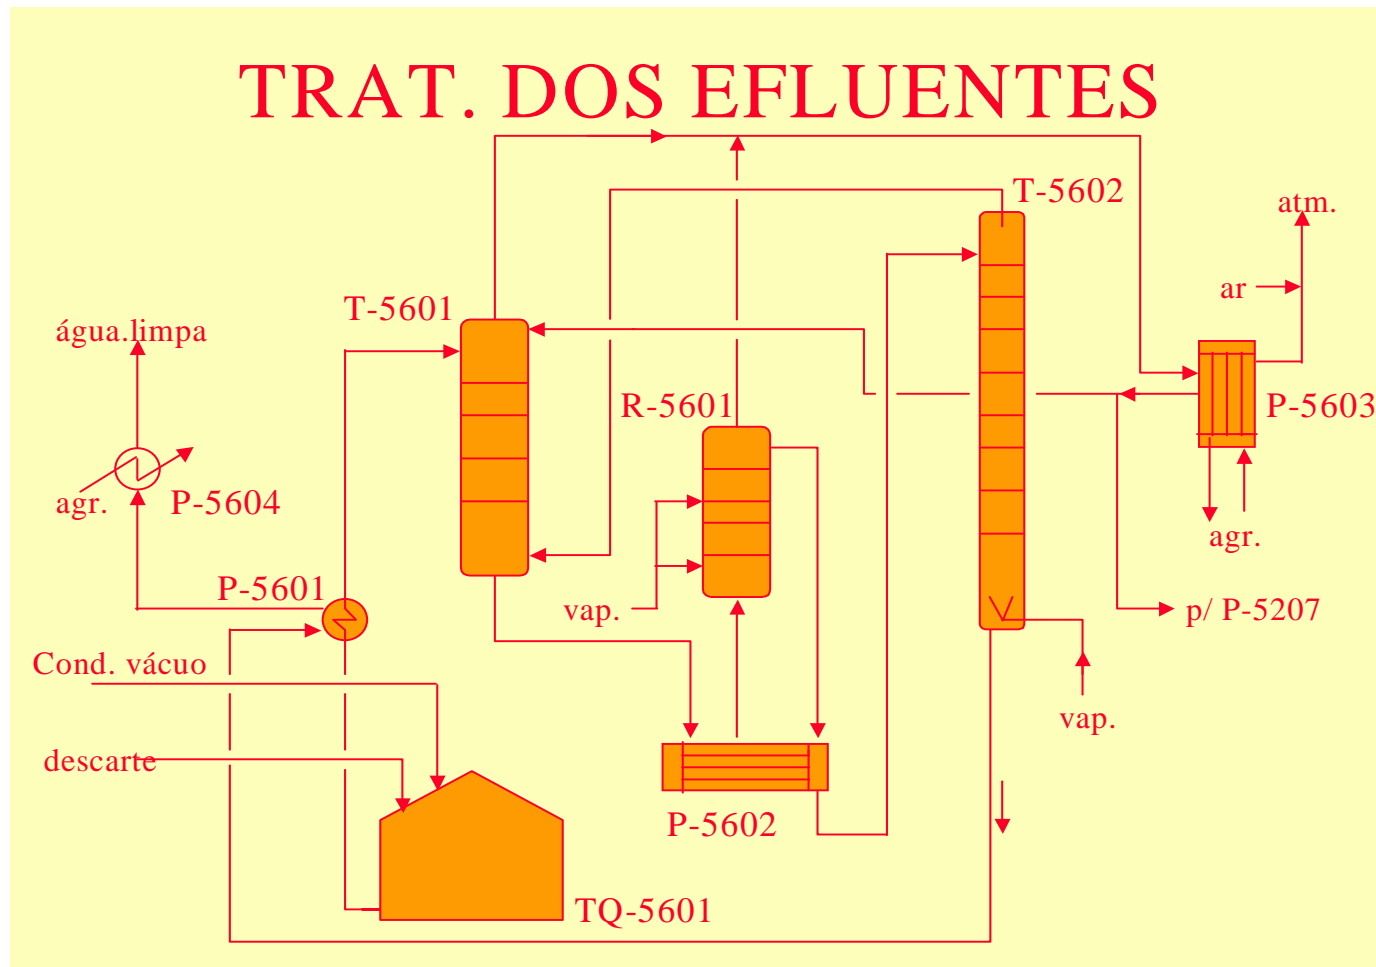 TRAT. DOS EFLUENTES
T-5602
atm.
ar
T-5601
água.limpa
R-5601
P-5603
agr.
P-5604
agr.
P-5601
vap.
p/ P-5207
Cond. vácuo
vap.
descarte
P-5602
TQ-5601